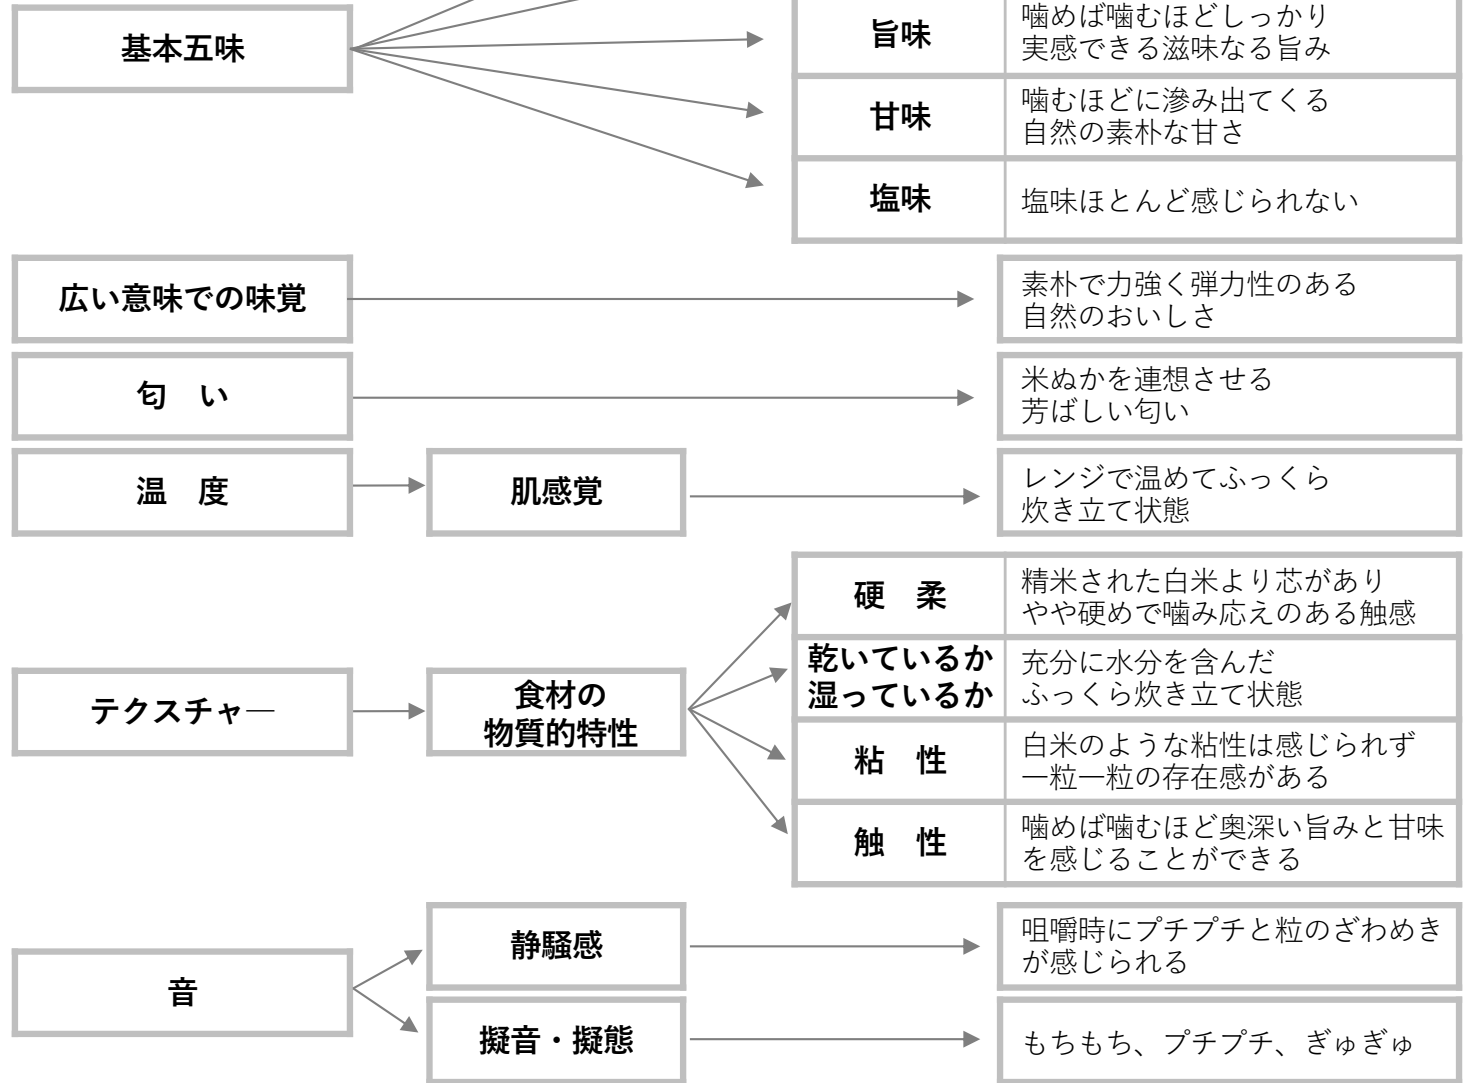 基本五味
旨味
噛めば噛むほどしっかり
実感できる滋味なる旨み
甘味
噛むほどに滲み出てくる
自然の素朴な甘さ
塩味
塩味ほとんど感じられない
広い意味での味覚
素朴で力強く弾力性のある
自然のおいしさ
匂　い
米ぬかを連想させる
芳ばしい匂い
温　度
肌感覚
レンジで温めてふっくら
炊き立て状態
テクスチャ―
食材の
物質的特性
硬　柔
精米された白米より芯があり
やや硬めで噛み応えのある触感
乾いているか
湿っているか
充分に水分を含んだ
ふっくら炊き立て状態
粘　性
白米のような粘性は感じられず
一粒一粒の存在感がある
触　性
噛めば噛むほど奥深い旨みと甘味
を感じることができる
音
静騒感
咀嚼時にプチプチと粒のざわめき
が感じられる
擬音・擬態
もちもち、プチプチ、ぎゅぎゅ